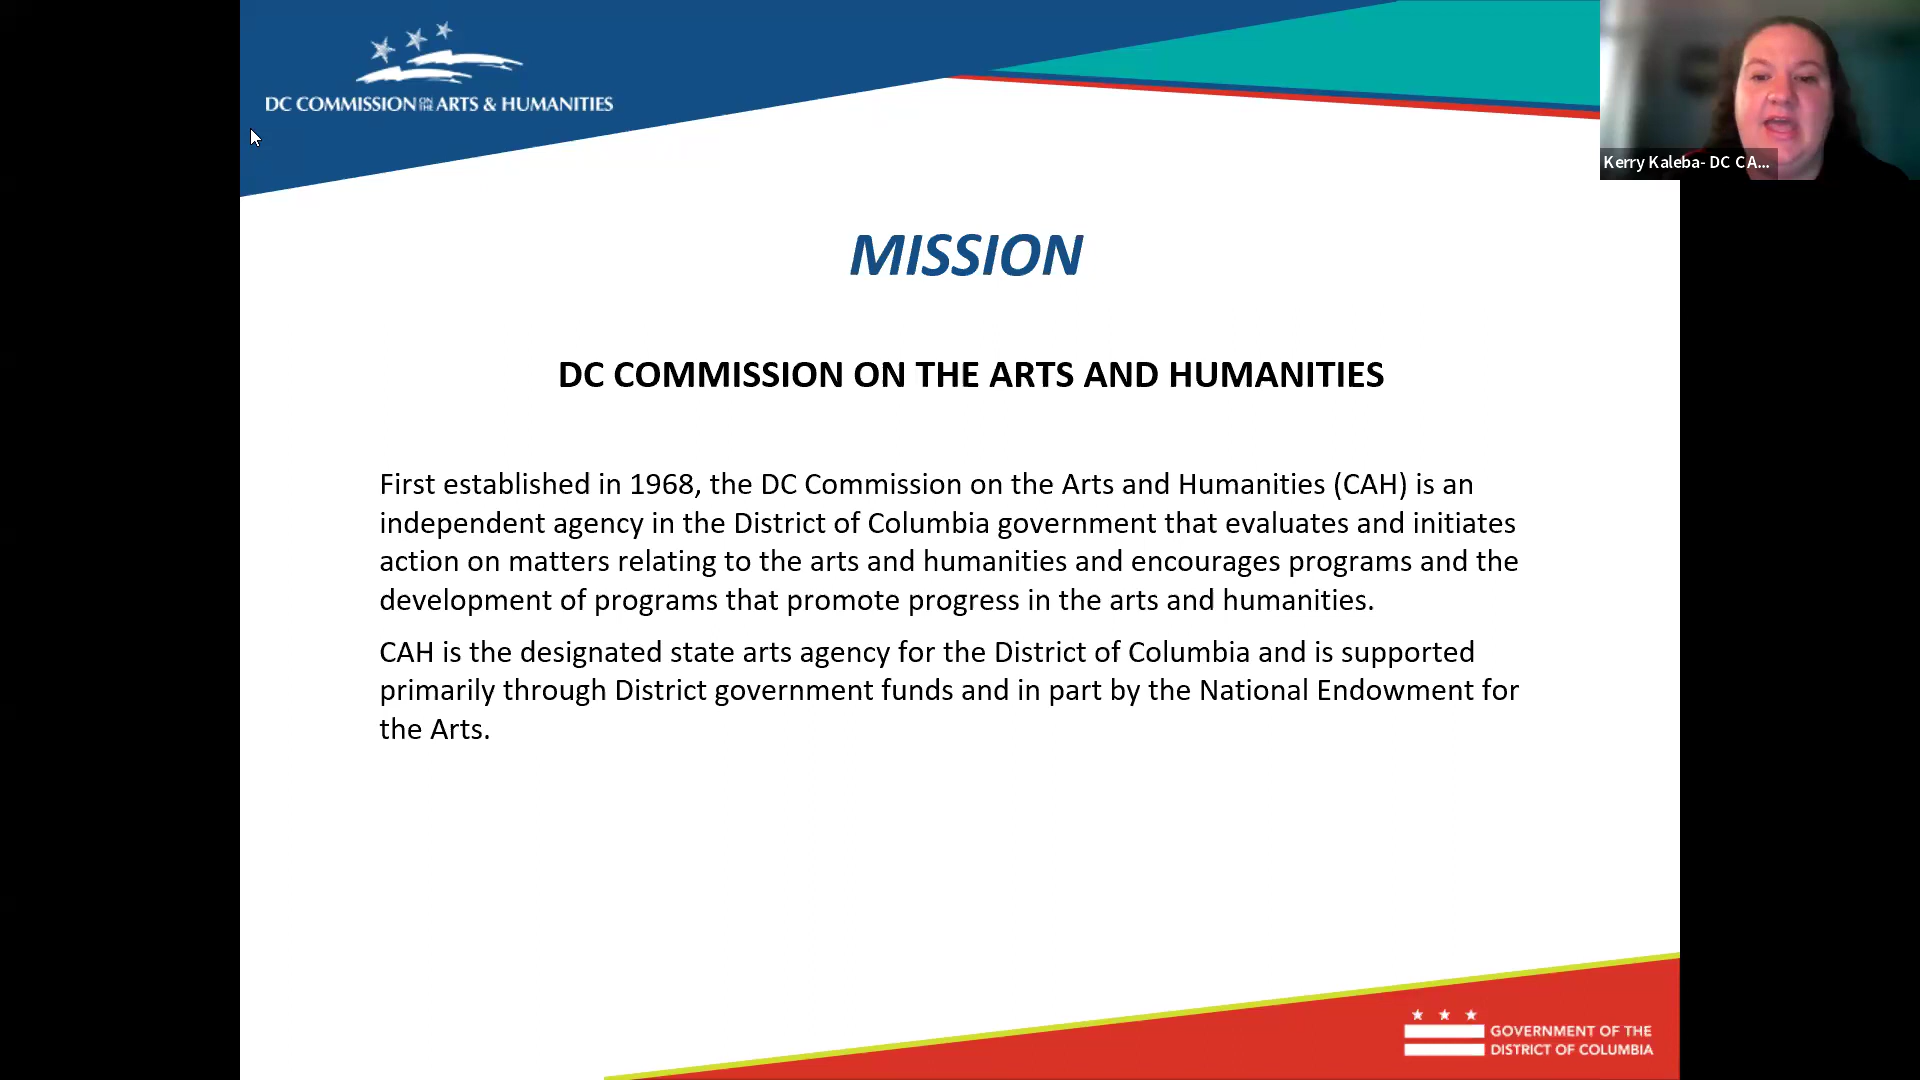 DC COMMISSION ON THE ARTS & HUMANITIES
Kerry Kaleba- DC CA...
MISSION
DC COMMISSION ON THE ARTS AND HUMANITIES
First established in 1968, the DC Commission on the Arts and Humanities (CAH) is an
independent agency in the District of Columbia government that evaluates and initiates
action on matters relating to the arts and humanities and encourages programs and the
development of programs that promote progress in the arts and humanities.
CAH is the designated state arts agency for the District of Columbia and is supported
primarily through District government funds and in part by the National Endowment for
the Arts.
GOVERNMENT OF THE
DISTRICT OF COLUMBIA